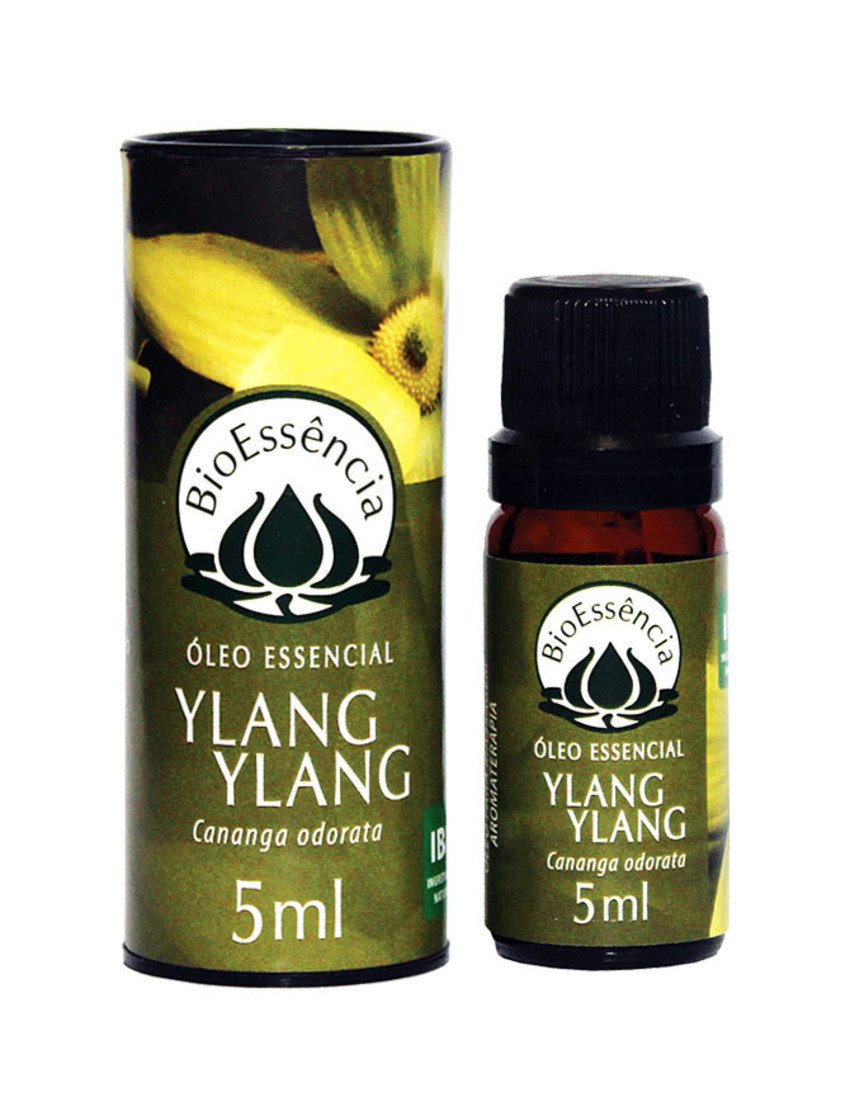 BioEssência
ÓLEO ESSENCIAL
YLANG
YLANG
Cananga odorata
5ml
BioEssência
ÓLEO ESSENCIAL
YLANG
YLANG
Cananga odorata
5ml
AROMATERAPIA